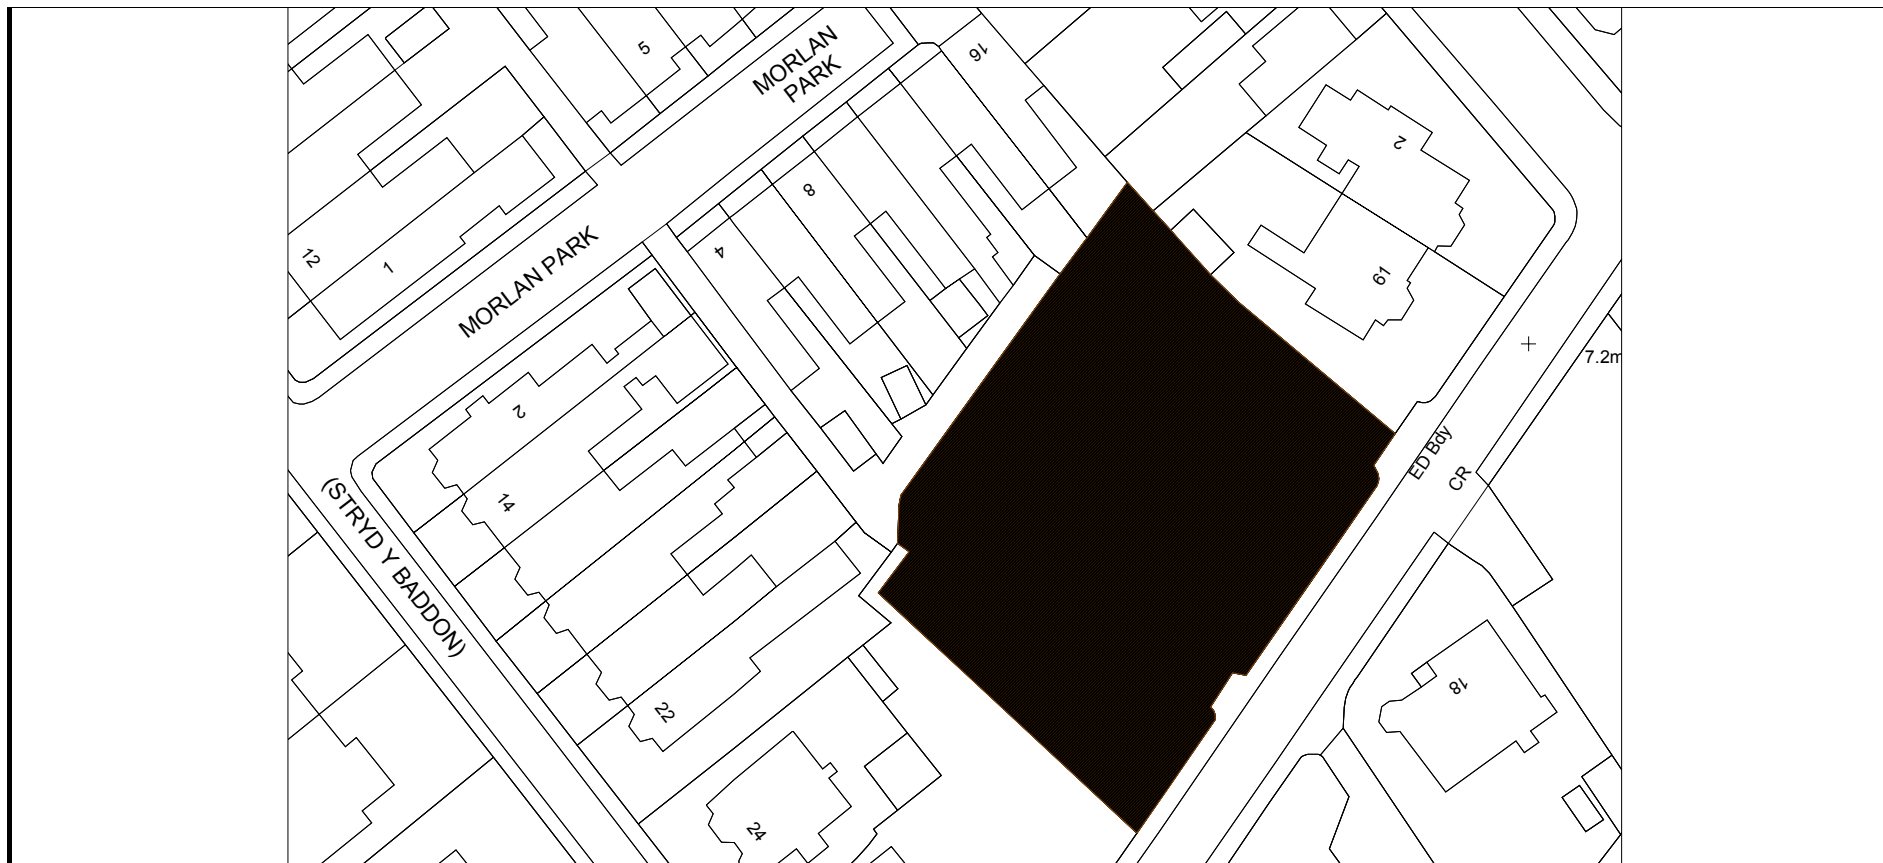 5
MORLAN
PARK
16
2
8
4
12
1
MORLAN PARK
61
7.2m
2
ED Bdy
CR
14
(STRYD Y BADDON)
18
22
24